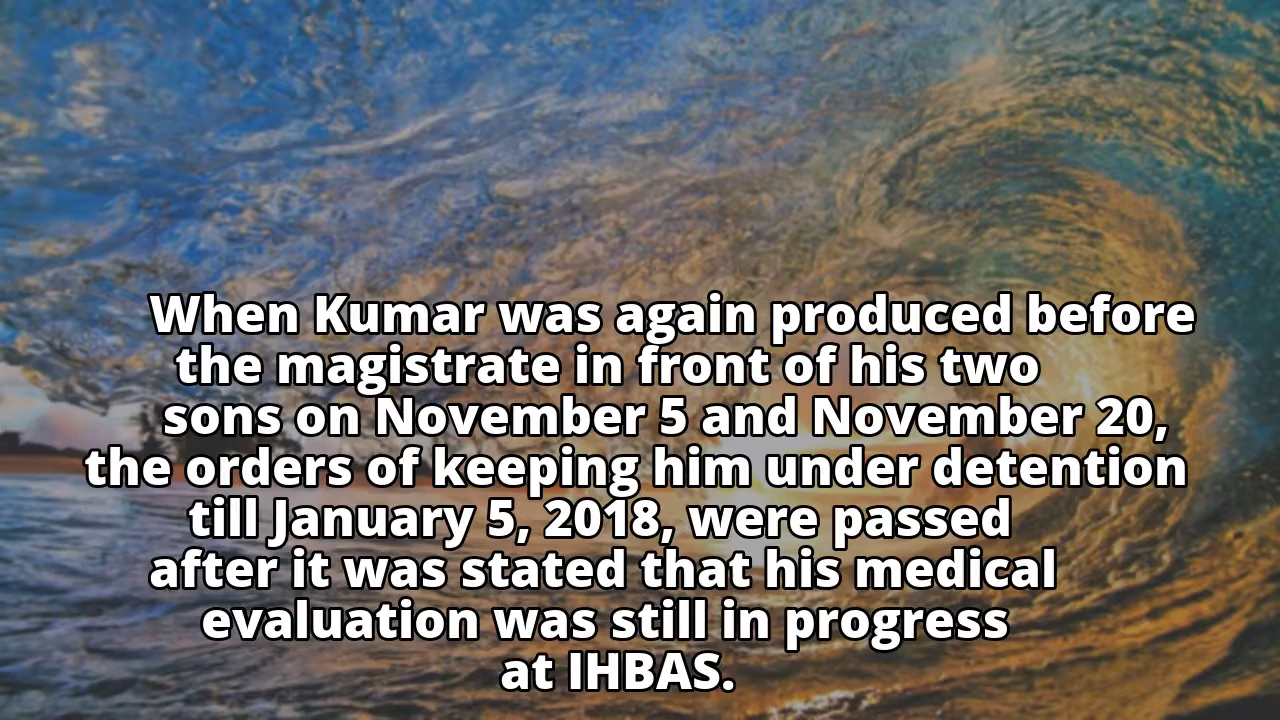 When Kumar was again produced before
the magistrate in front of his two
sons on November 5 and November 20,
the orders of keeping him under detention
till January 5, 2018, were passed
after it was stated that his medical
evaluation was still in progress
at IHBAS.